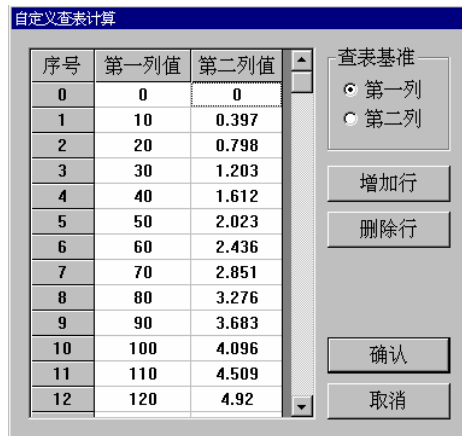 自定义查表计算
序号 第一列值 第二列值
0 0 0
1 10 0.397
2 20 0.798
3 30 1.203
4 40 1.612
5 50 2.023
6 60 2.436
7 70 2.851
8 80 3.276
9 90 3.683
10 100 4.096
11 110 4.509
12 120 4.92
查表基准
第一列
第二列
增加行
删除行
确认
取消